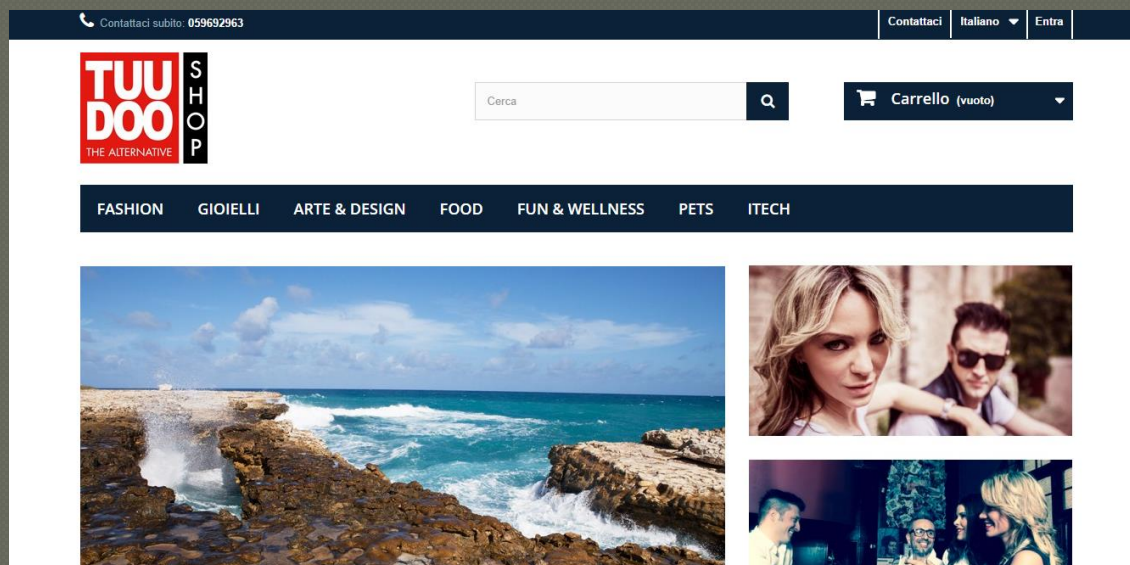 Contattaci subito: 059692963
Contattaci
Italiano
Entra
TUU
DOO
THE ALTERNATIVE
SHOP
Cerca
Carrello (vuoto)
FASHION GIOIELLI ARTE & DESIGN FOOD FUN & WELLNESS PETS ITECH